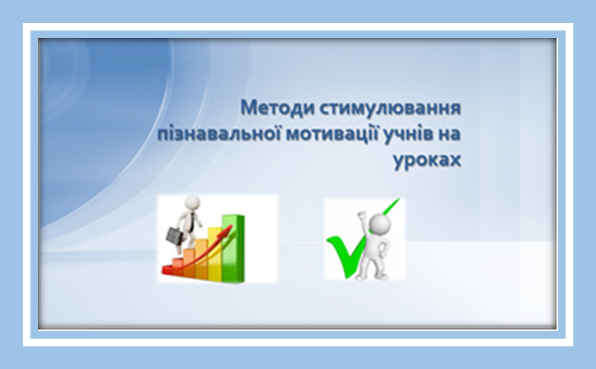 Методи стимулювання
пізнавальної мотивації учнів на
уроках